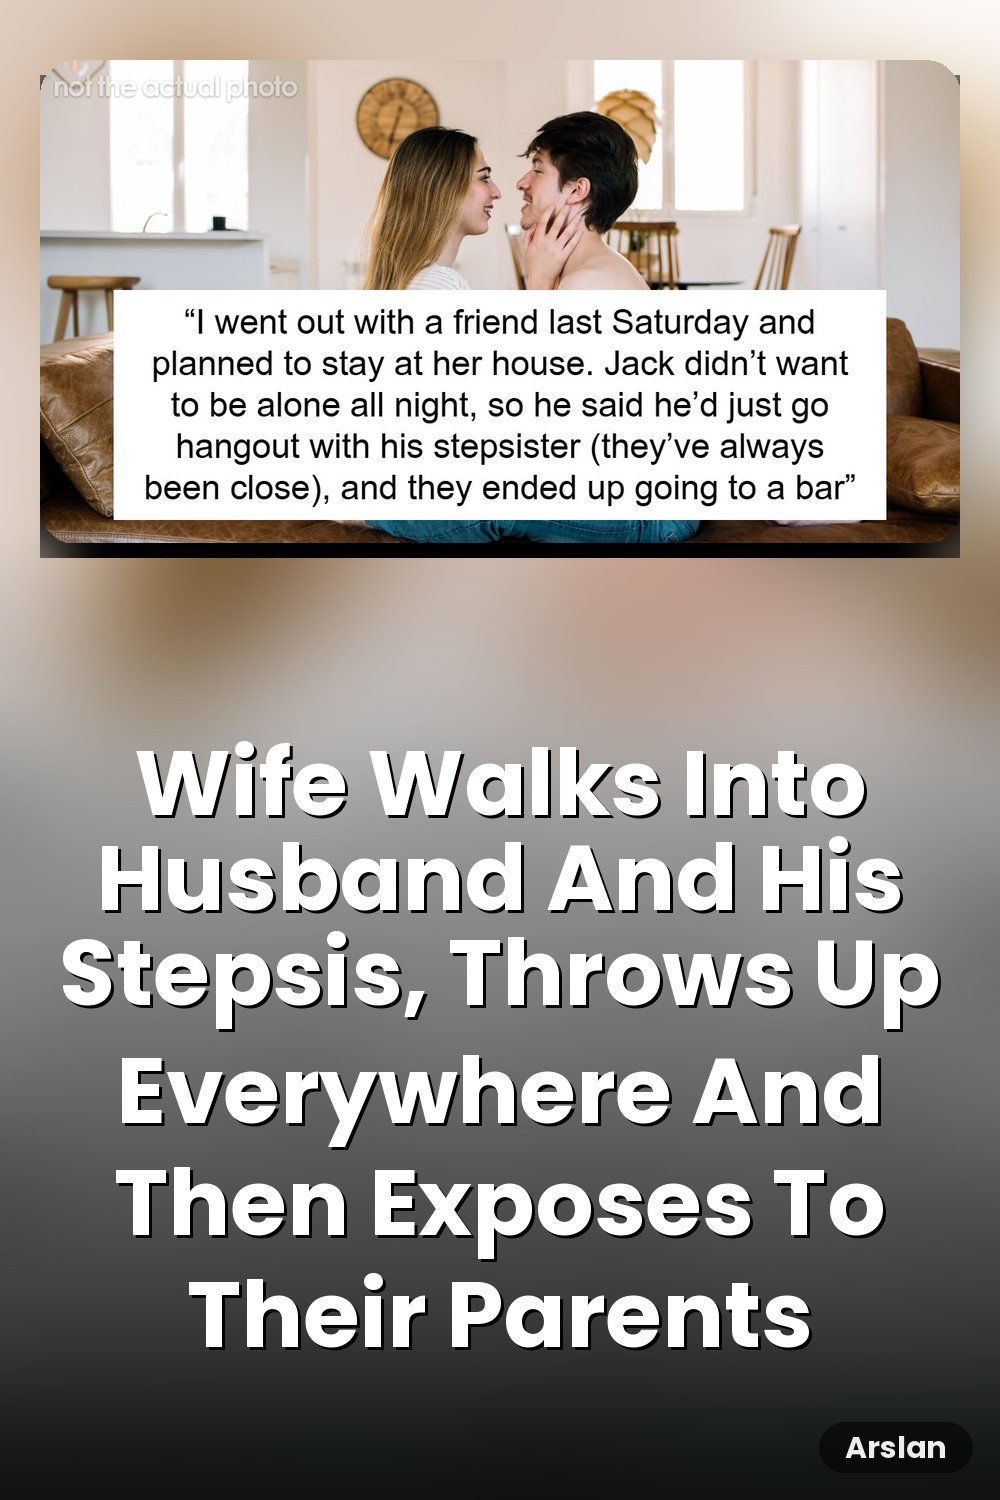 not the actual photo
“I went out with a friend last Saturday and
planned to stay at her house. Jack didn’t want
to be alone all night, so he said he’d just go
hangout with his stepsister (they’ve always
been close), and they ended up going to a bar”
Wife Walks Into
Husband And His
Stepsis, Throws Up
Everywhere And
Then Exposes To
Their Parents
Arslan